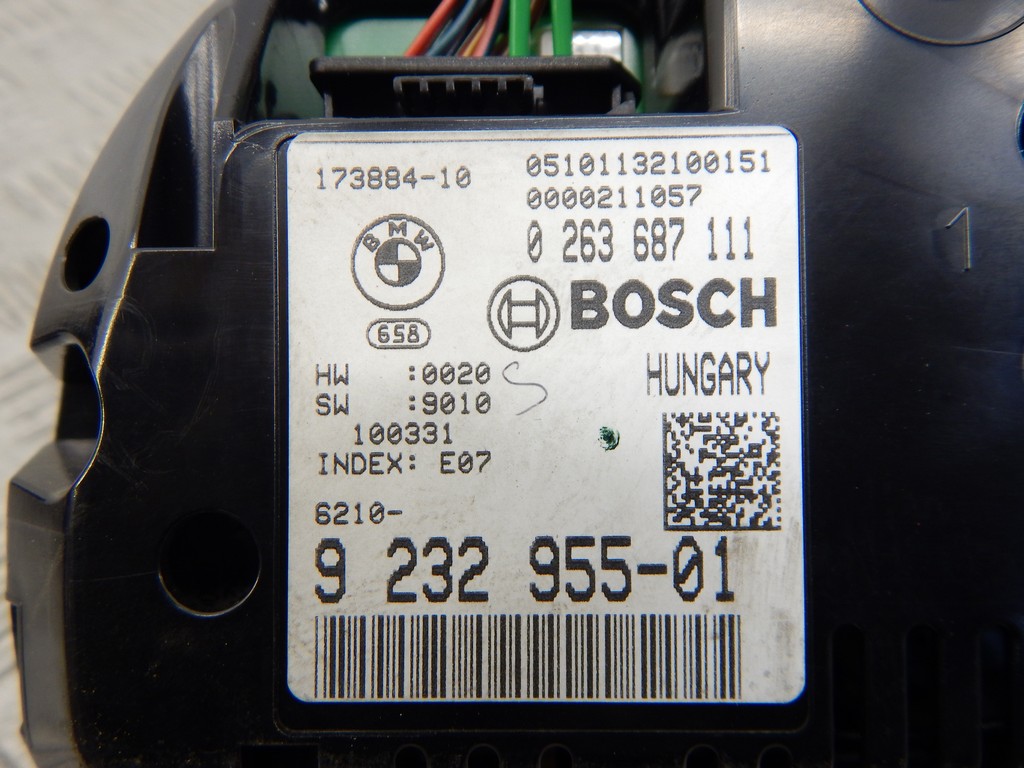 173884-10
05101132100151
0000211057
0 263 687 111
BMW
658
BOSCH
HW :0020
SW :9010
100331
INDEX: E07
HUNGARY
6210-
9 232 955-01
1